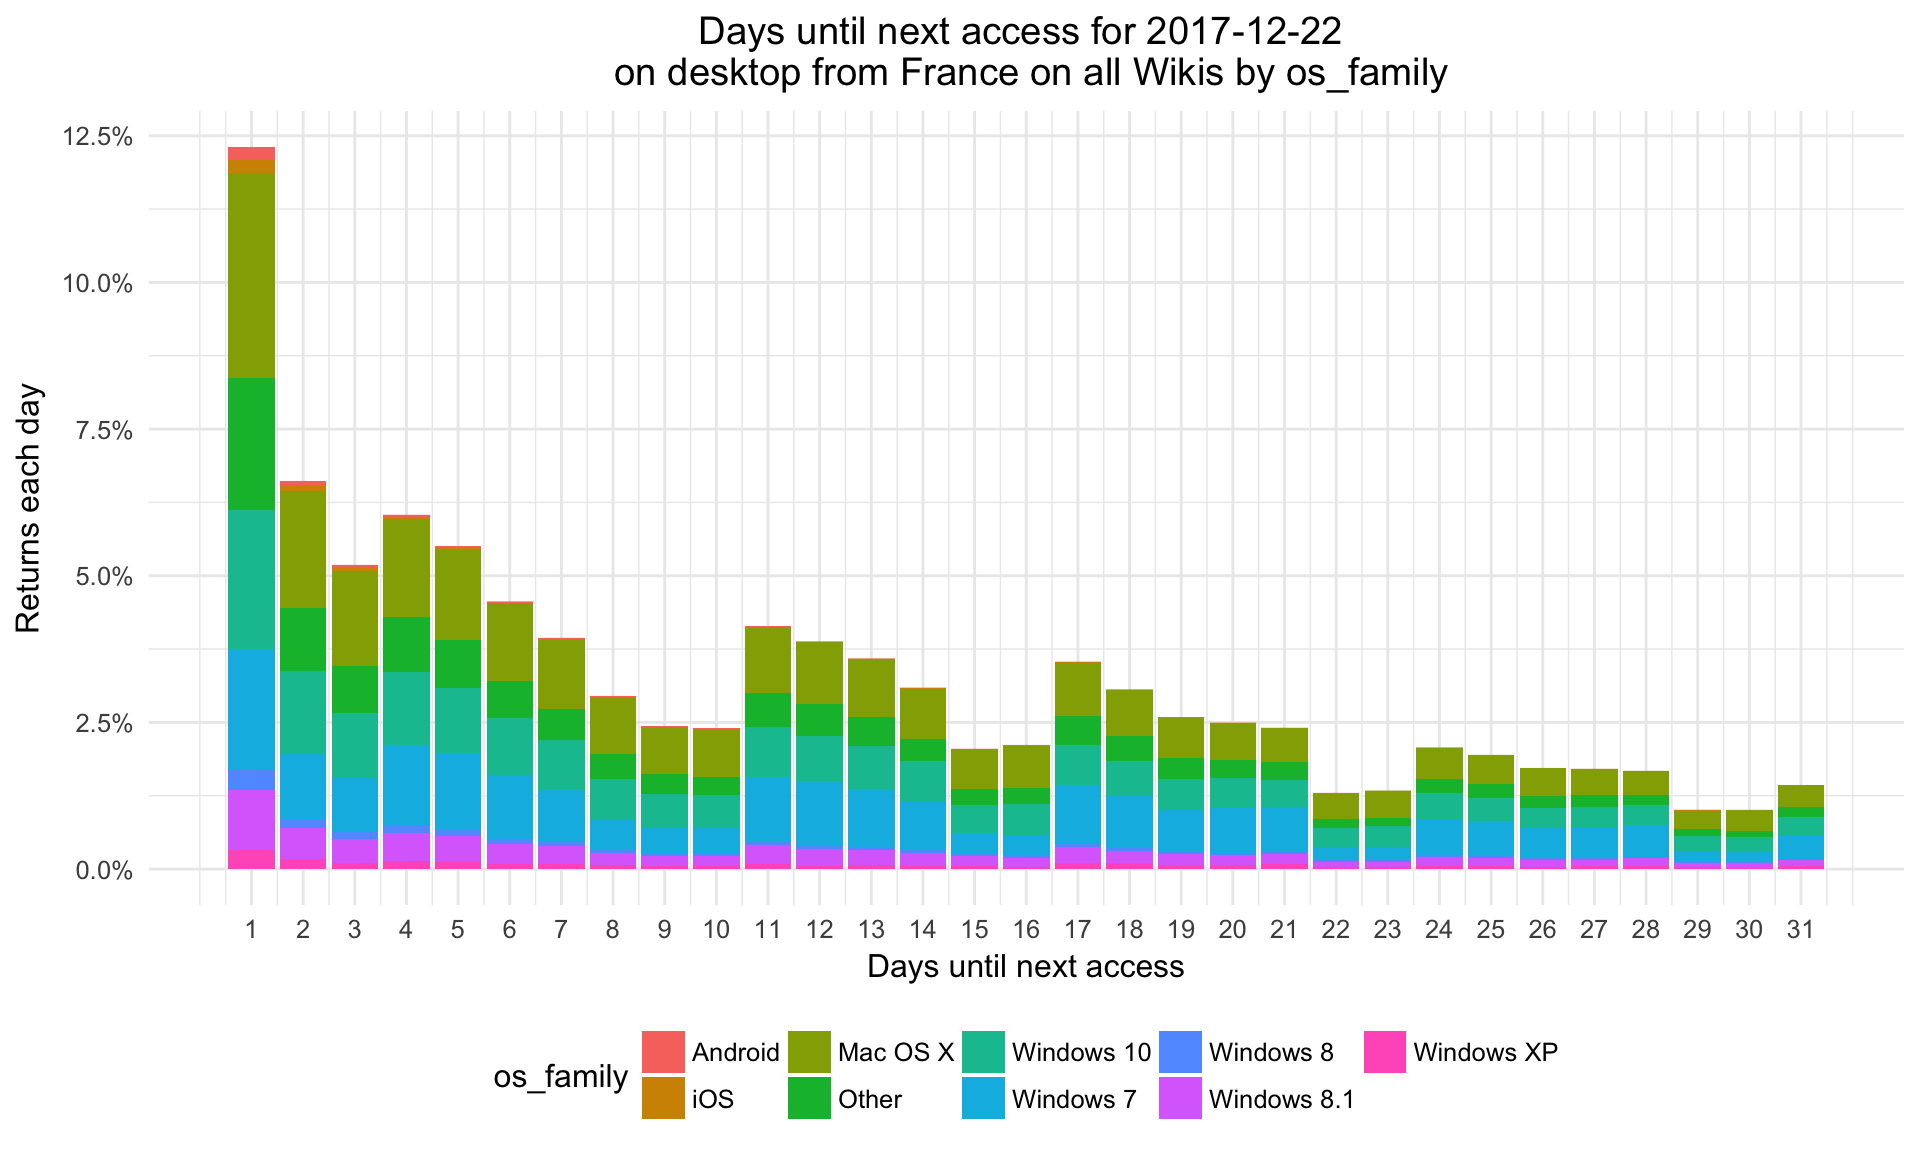 Days until next access for 2017-12-22
on desktop from France on all Wikis by os_family
Returns each day
12.5%
10.0%
7.5%
5.0%
2.5%
0.0%
1 2 3 4 5 6 7 8 9 10 11 12 13 14 15 16 17 18 19 20 21 22 23 24 25 26 27 28 29 30 31
Days until next access
os_family
Android Mac OS X Windows 10 Windows 8 Windows XP
iOS Other Windows 7 Windows 8.1